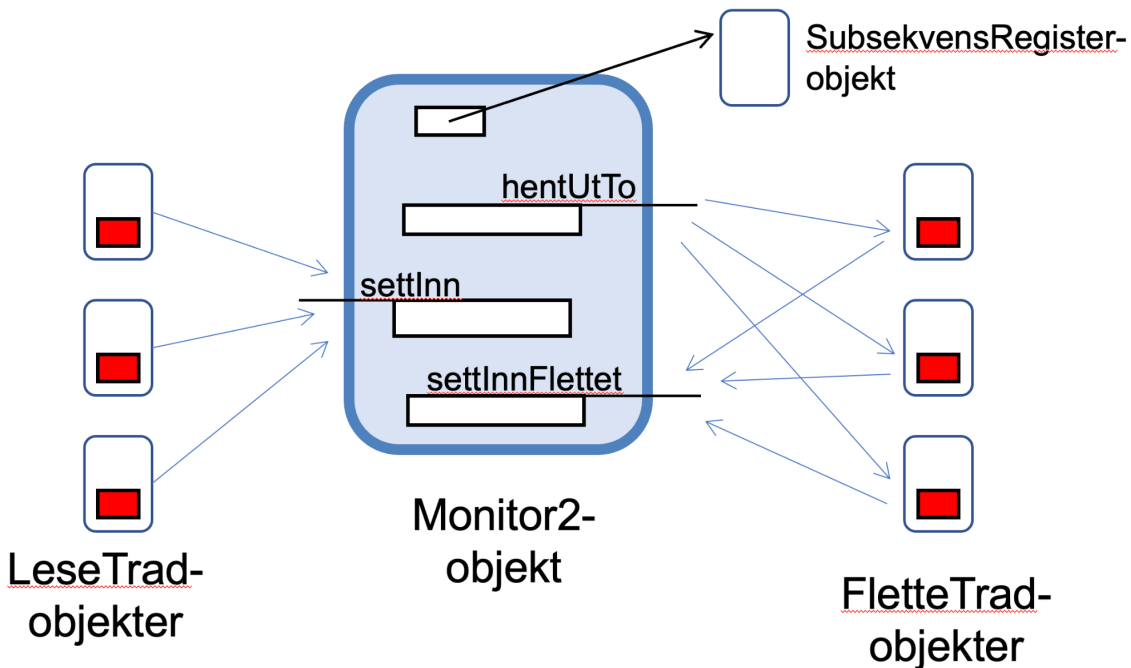 SubsekvensRegister-
objekt
hentUtTo
settInn
settInnFlettet
Monitor2-
objekt
LeseTrad-
objekter
FletteTrad-
objekter